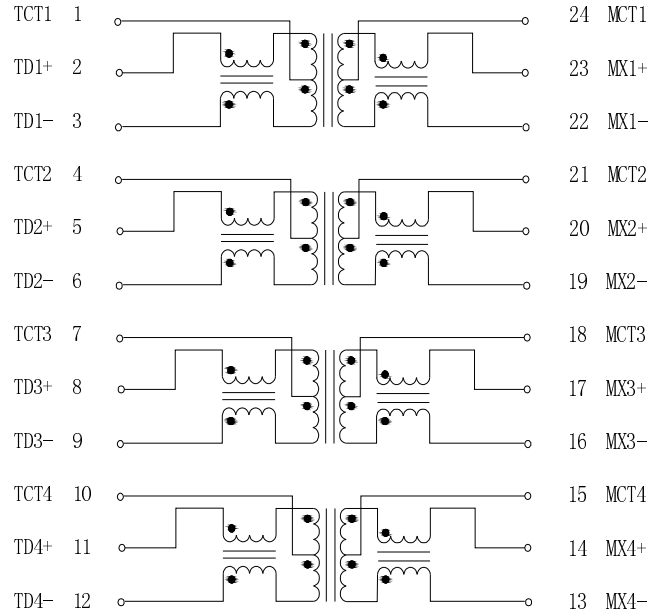 TCT1 1 24 MCT1
TD1+ 2 23 MX1+
TD1- 3 22 MX1-
TCT2 4 21 MCT2
TD2+ 5 20 MX2+
TD2- 6 19 MX2-
TCT3 7 18 MCT3
TD3+ 8 17 MX3+
TD3- 9 16 MX3-
TCT4 10 15 MCT4
TD4+ 11 14 MX4+
TD4- 12 13 MX4-